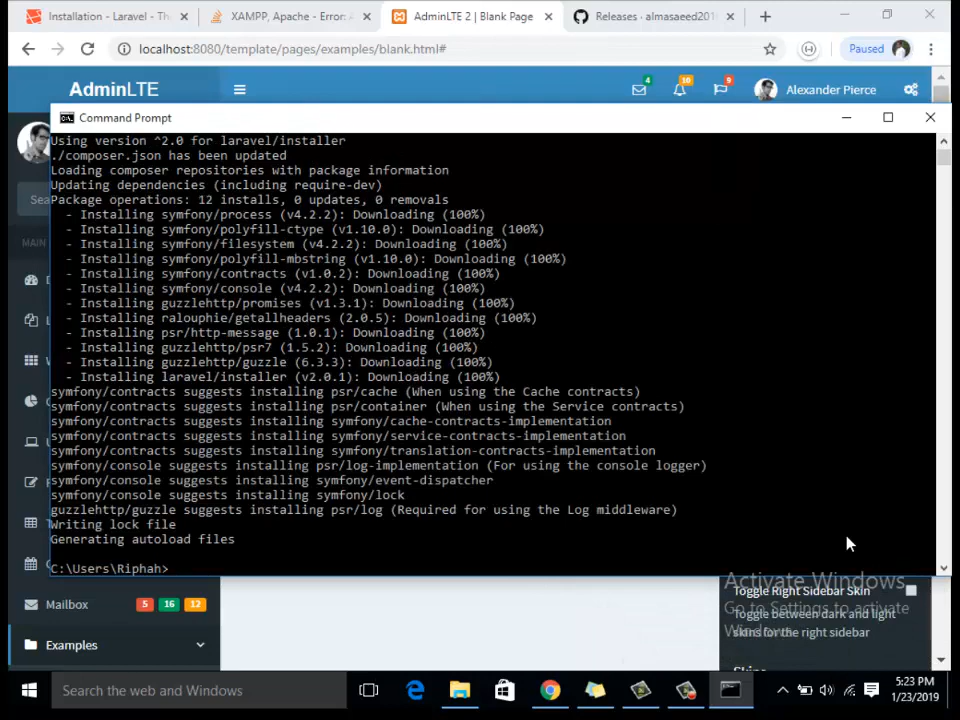 Installation - Laravel - Th
XAMPP, Apache - Error:
AdminLTE 2 | Blank Page
Releases · almasaeed201
localhost:8080/template/pages/examples/blank.html#
Paused
AdminLTE
4
10
9
Alexander Pierce
Command Prompt
Using version ^2.0 for laravel/installer
./composer.json has been updated
Loading composer repositories with package information
Updating dependencies (including require-dev)
Package operations: 12 installs, 0 updates, 0 removals
- Installing symfony/process (v4.2.2): Downloading (100%)
- Installing symfony/polyfill-ctype (v1.10.0): Downloading (100%)
- Installing symfony/filesystem (v4.2.2): Downloading (100%)
- Installing symfony/polyfill-mbstring (v1.10.0): Downloading (100%)
- Installing symfony/contracts (v1.0.2): Downloading (100%)
- Installing symfony/console (v4.2.2): Downloading (100%)
- Installing guzzlehttp/promises (v1.3.1): Downloading (100%)
- Installing ralouphie/getallheaders (2.0.5): Downloading (100%)
- Installing psr/http-message (1.0.1): Downloading (100%)
- Installing guzzlehttp/psr7 (1.5.2): Downloading (100%)
- Installing guzzlehttp/guzzle (6.3.3): Downloading (100%)
- Installing laravel/installer (v2.0.1): Downloading (100%)
symfony/contracts suggests installing psr/cache (When using the Cache contracts)
symfony/contracts suggests installing psr/container (When using the Service contracts)
symfony/contracts suggests installing symfony/cache-contracts-implementation
symfony/contracts suggests installing symfony/service-contracts-implementation
symfony/contracts suggests installing symfony/translation-contracts-implementation
symfony/console suggests installing psr/log-implementation (For using the console logger)
symfony/console suggests installing symfony/event-dispatcher
symfony/console suggests installing symfony/lock
guzzlehttp/guzzle suggests installing psr/log (Required for using the Log middleware)
Writing lock file
Generating autoload files
C:\Users\Riphah>
Sea
MAIN
Mailbox
5
16
12
Examples
Toggle Right Sidebar Skin
Toggle between dark and light
skins for the right sidebar
Activate Windows
Go to Settings to activate
Windows.
Search the web and Windows
5:23 PM
1/23/2019